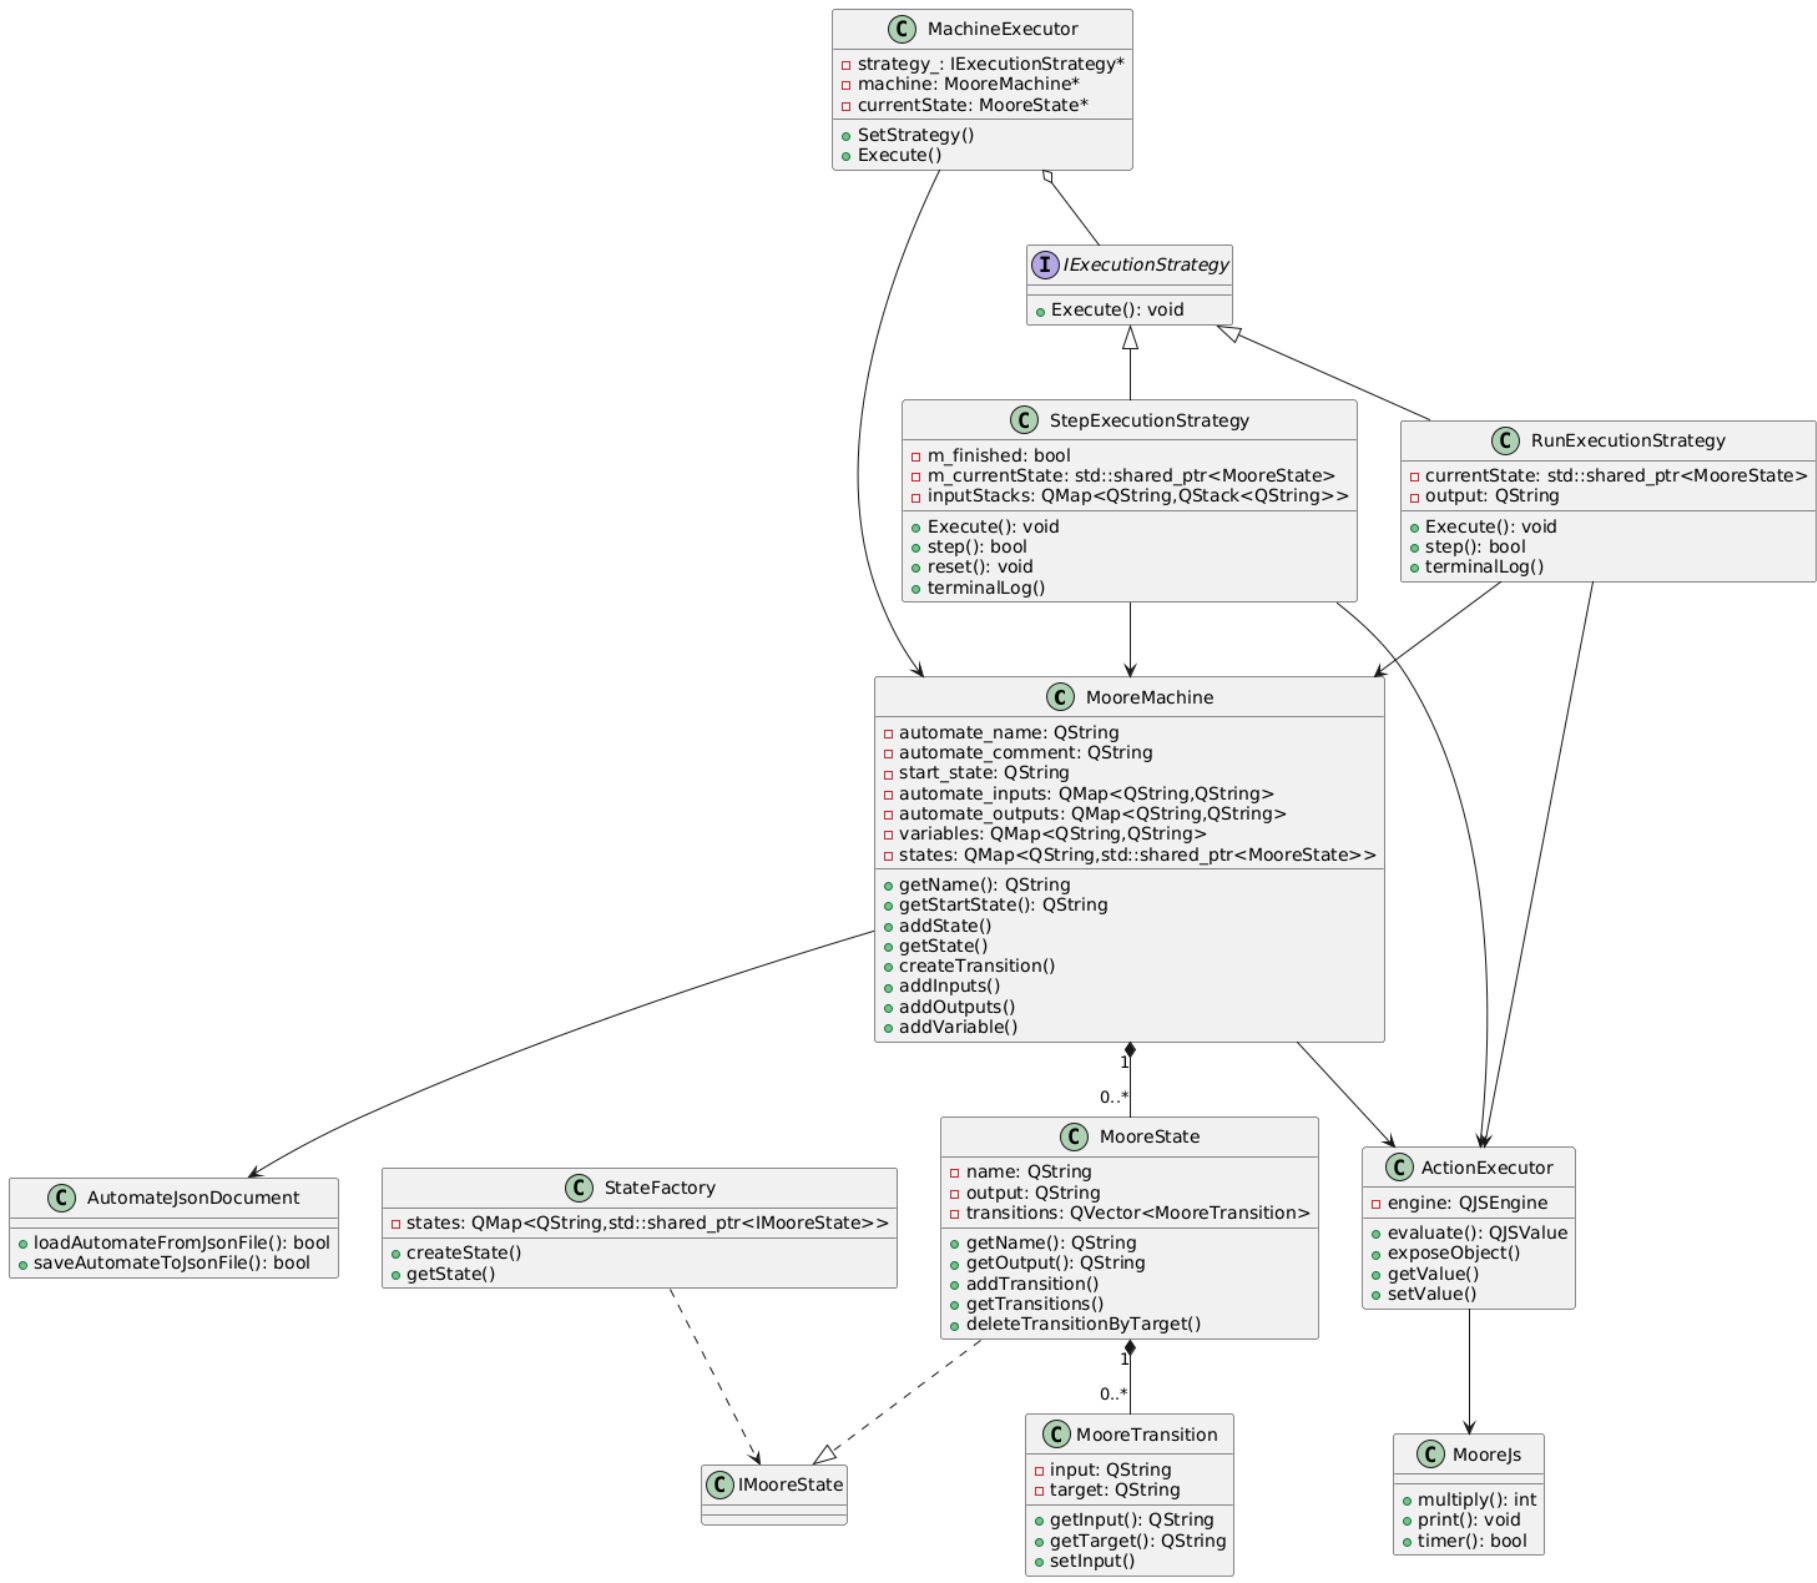 C MachineExecutor
strategy_: IExecutionStrategy*
machine: MooreMachine*
currentState: MooreState*
SetStrategy()
Execute()
I IExecutionStrategy
Execute(): void
C StepExecutionStrategy
m_finished: bool
m_currentState: std::shared_ptr<MooreState>
inputStacks: QMap<QString,QStack<QString>>
Execute(): void
step(): bool
reset(): void
terminalLog()
C RunExecutionStrategy
currentState: std::shared_ptr<MooreState>
output: QString
Execute(): void
step(): bool
terminalLog()
C MooreMachine
automate_name: QString
automate_comment: QString
start_state: QString
automate_inputs: QMap<QString,QString>
automate_outputs: QMap<QString,QString>
variables: QMap<QString,QString>
states: QMap<QString,std::shared_ptr<MooreState>>
getName(): QString
getStartState(): QString
addState()
getState()
createTransition()
addInputs()
addOutputs()
addVariable()
1
0..*
C AutomateJsonDocument
loadAutomateFromJsonFile(): bool
saveAutomateToJsonFile(): bool
C StateFactory
states: QMap<QString,std::shared_ptr<IMooreState>>
createState()
getState()
C MooreState
name: QString
output: QString
transitions: QVector<MooreTransition>
getName(): QString
getOutput(): QString
addTransition()
getTransitions()
deleteTransitionByTarget()
C ActionExecutor
engine: QJSEngine
evaluate(): QJSValue
exposeObject()
getValue()
setValue()
1
0..*
C IMooreState
C MooreTransition
input: QString
target: QString
getInput(): QString
getTarget(): QString
setInput()
C MooreJs
multiply(): int
print(): void
timer(): bool